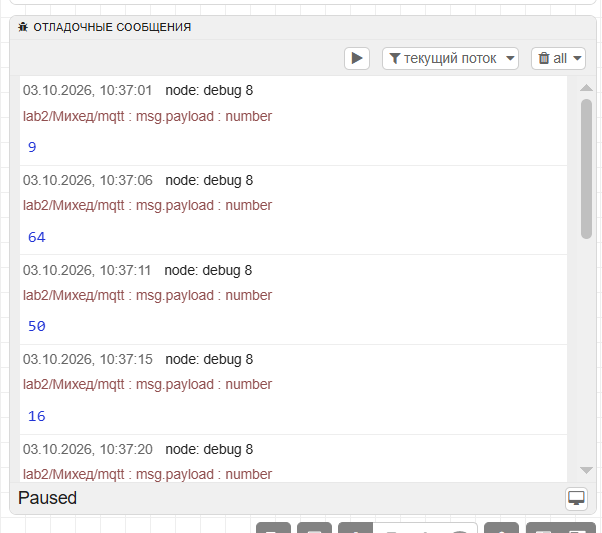 ОТЛАДОЧНЫЕ СООБЩЕНИЯ
текущий поток all
03.10.2026, 10:37:01 node: debug 8
lab2/Михед/mqtt : msg.payload : number
9
03.10.2026, 10:37:06 node: debug 8
lab2/Михед/mqtt : msg.payload : number
64
03.10.2026, 10:37:11 node: debug 8
lab2/Михед/mqtt : msg.payload : number
50
03.10.2026, 10:37:15 node: debug 8
lab2/Михед/mqtt : msg.payload : number
16
03.10.2026, 10:37:20 node: debug 8
lab2/Михед/mqtt : msg.payload : number
Paused